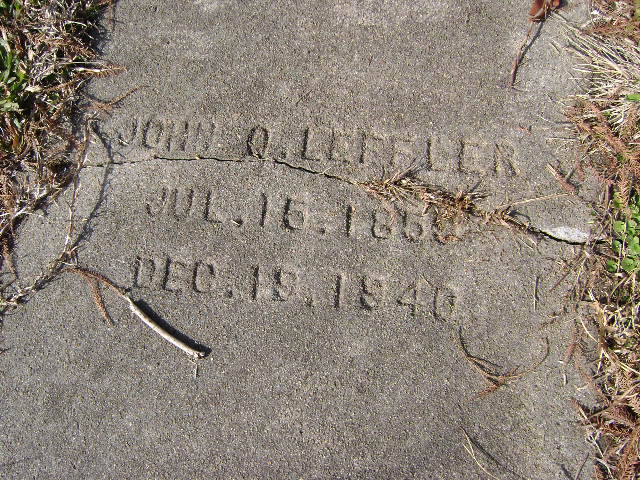 JOHN Q. LEFFLER
JUL. 16.
DEC. 19. 1940